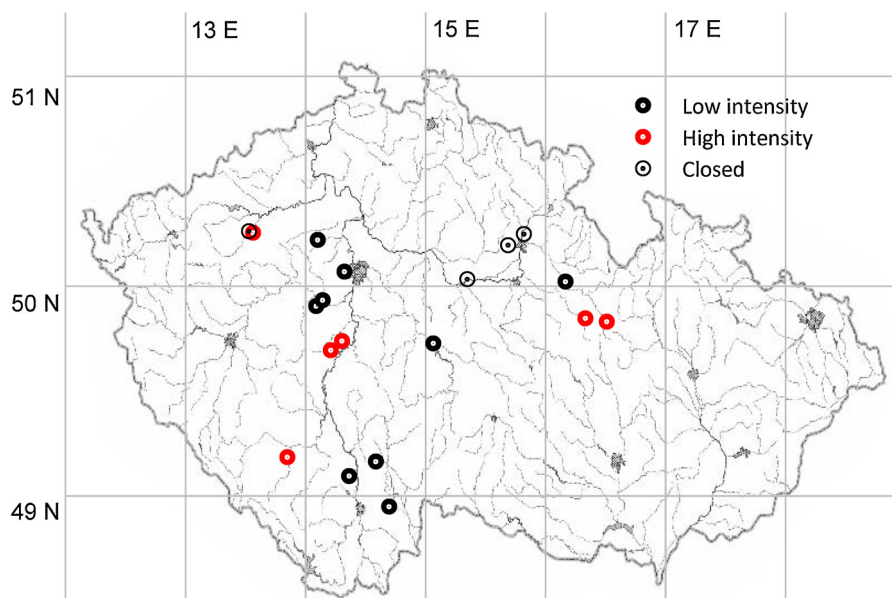 13 E
15 E
17 E
51 N
Low intensity
High intensity
Closed
50 N
49 N